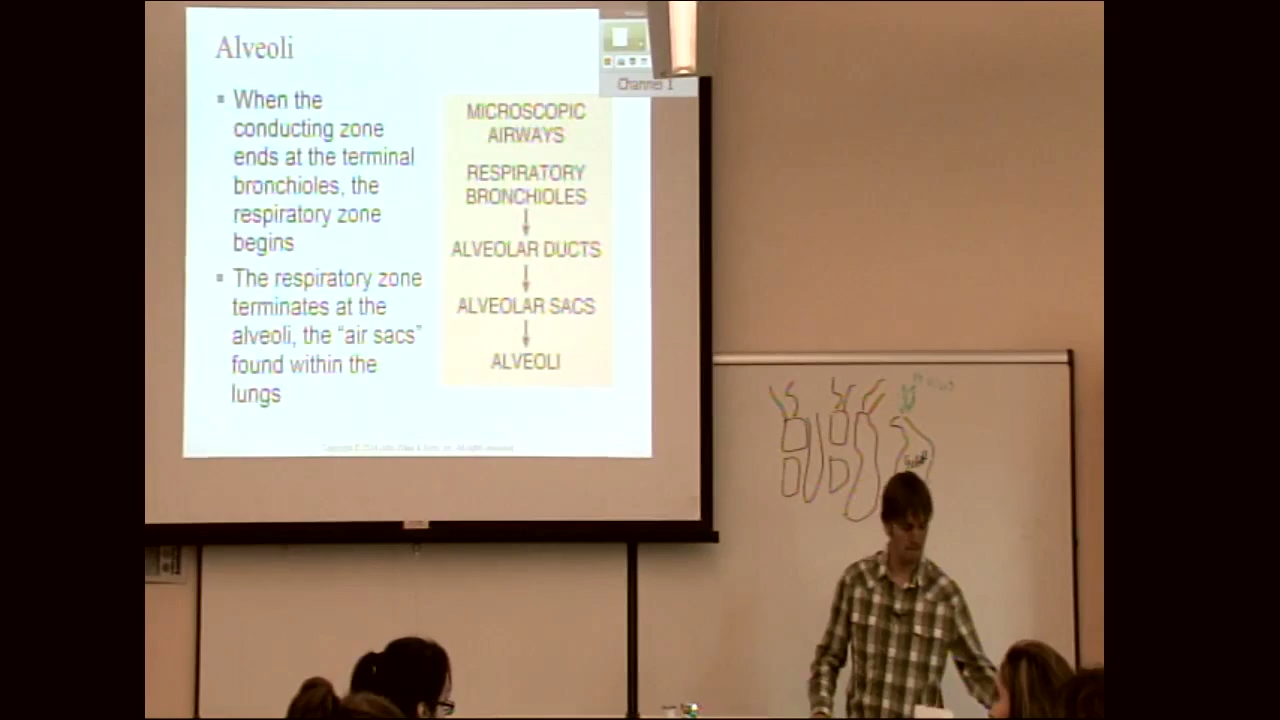 Alveoli
▪ When the
conducting zone
ends at the terminal
bronchioles, the
respiratory zone
begins
▪ The respiratory zone
terminates at the
alveoli, the “air sacs”
found within the
lungs
MICROSCOPIC
AIRWAYS
RESPIRATORY
BRONCHIOLES
ALVEOLAR DUCTS
ALVEOLAR SACS
ALVEOLI
Channel 1